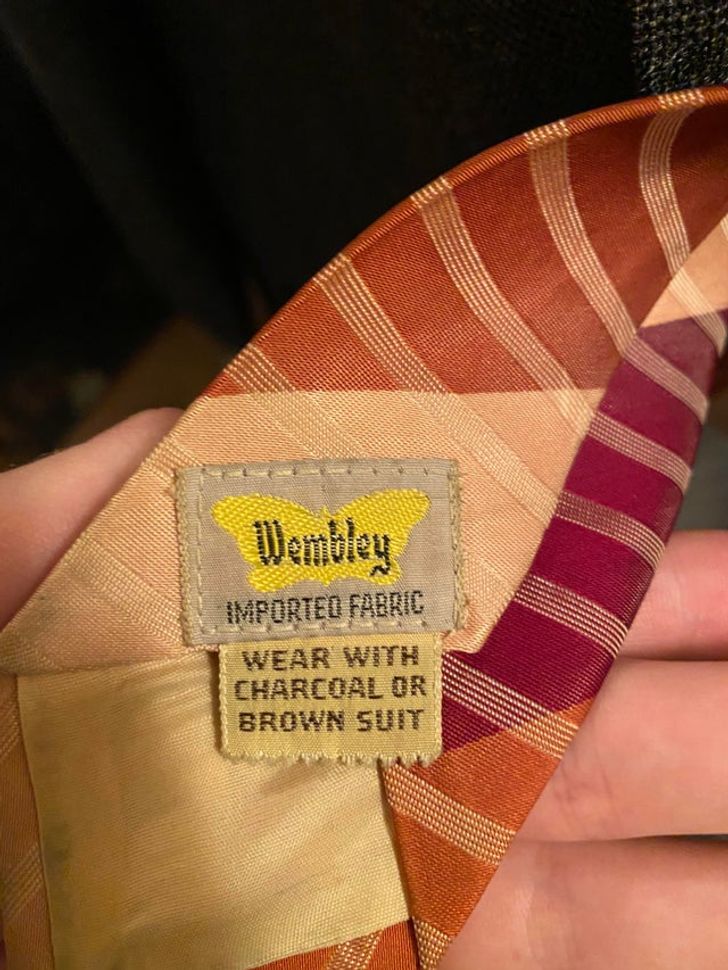 Wembley
IMPORTED FABRIC
WEAR WITH
CHARCOAL OR
BROWN SUIT